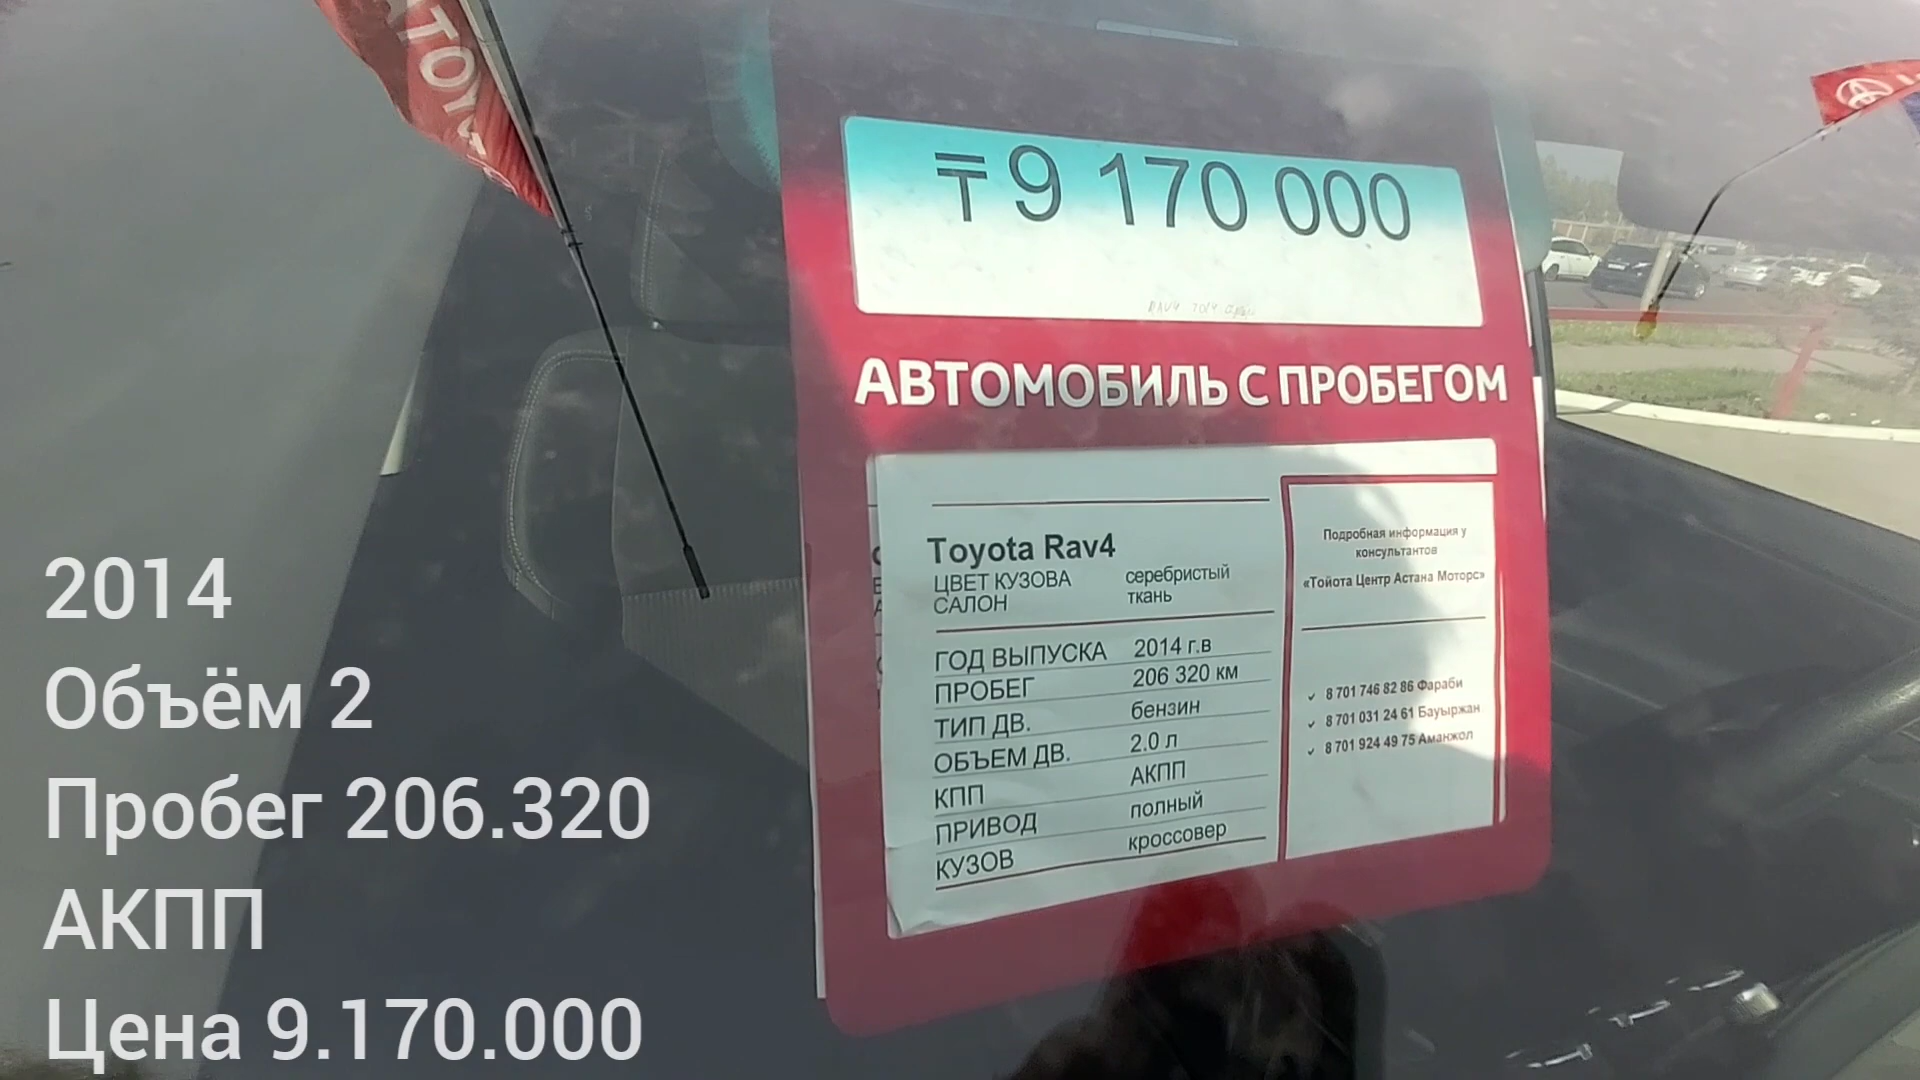 TOYO
₸ 9 170 000
RAV4 2014
АВТОМОБИЛЬ С ПРОБЕГОМ
Toyota Rav4
ЦВЕТ КУЗОВА серебристый
САЛОН ткань
ГОД ВЫПУСКА 2014 г.в
ПРОБЕГ 206 320 км
ТИП ДВ. бензин
ОБЪЕМ ДВ. 2.0 л
КПП АКПП
ПРИВОД полный
КУЗОВ кроссовер
Подробная информация у
консультантов
«Тойота Центр Астана Моторс»
8 701 746 82 86 Фараби
8 701 031 24 61 Бауыржан
8 701 924 49 75 Аманжол
2014
Объём 2
Пробег 206.320
АКПП
Цена 9.170.000